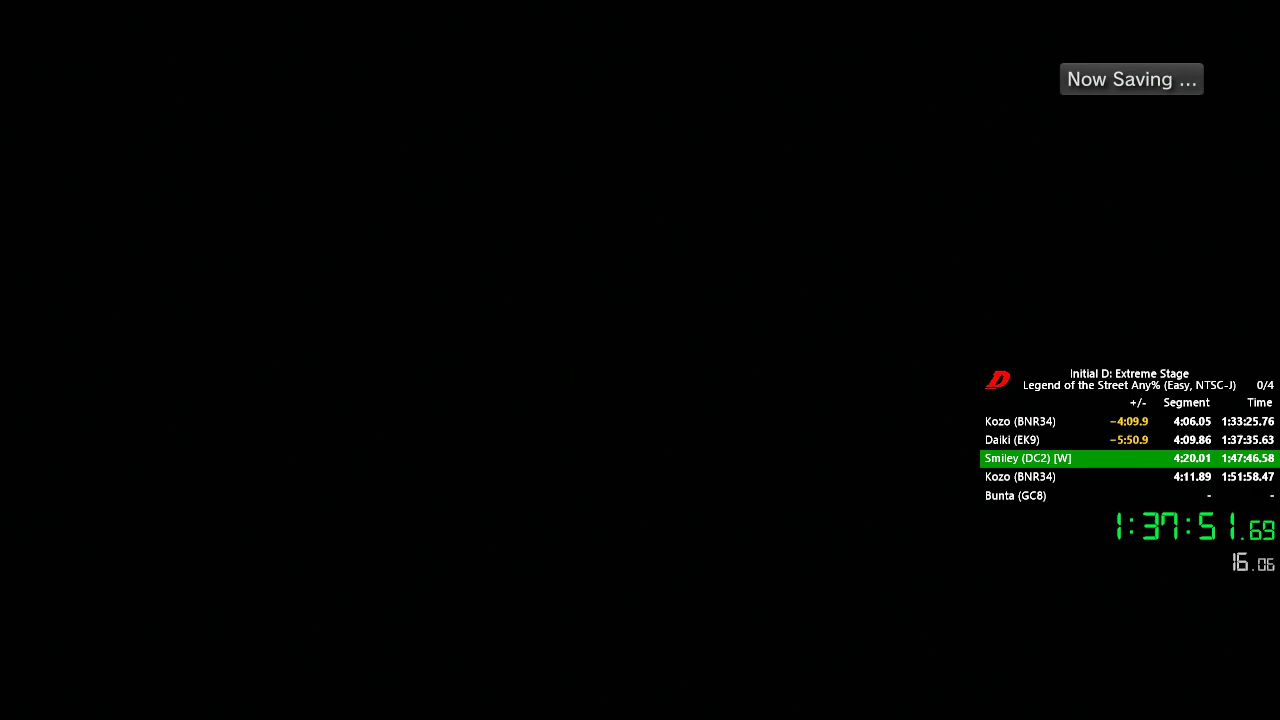 Now Saving ...
D
Initial D: Extreme Stage
Legend of the Street Any% (Easy, NTSC-J) 0/4
+/- Segment Time
Kozo (BNR34) −4:09.9 4:06.05 1:33:25.76
Daiki (EK9) −5:50.9 4:09.86 1:37:35.63
Smiley (DC2) [W] 4:20.01 1:47:46.58
Kozo (BNR34) 4:11.89 1:51:58.47
Bunta (GC8) - -
1:37:51.69
16.06